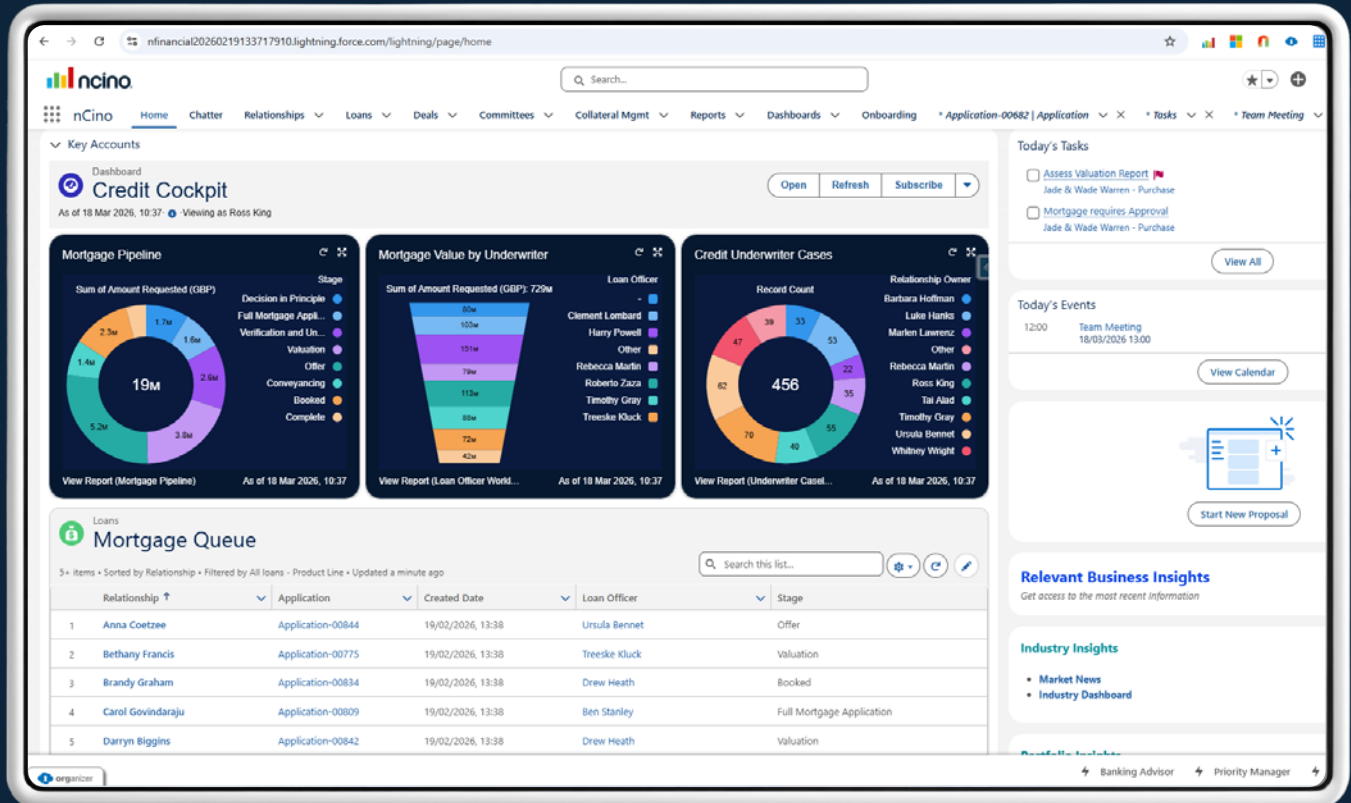 nfinancial20260219133717910.lightning.force.com/lightning/page/home
ncino.
Search...
nCino
Home
Chatter
Relationships
Loans
Deals
Committees
Collateral Mgmt
Reports
Dashboards
Onboarding
* Application-00682 | Application
* Tasks
* Team Meeting
Key Accounts
Dashboard
Credit Cockpit
As of 18 Mar 2026, 10:37 · Viewing as Ross King
Open
Refresh
Subscribe
Mortgage Pipeline
Sum of Amount Requested (GBP)
1.7M
1.6M
2.6M
3.8M
5.2M
1.4M
2.3M
19M
Stage
Decision in Principle
Full Mortgage Appli...
Verification and Un...
Valuation
Offer
Conveyancing
Booked
Complete
View Report (Mortgage Pipeline)
As of 18 Mar 2026, 10:37
Mortgage Value by Underwriter
Sum of Amount Requested (GBP): 729M
80M
103M
151M
79M
113M
88M
72M
42M
Loan Officer
-
Clement Lombard
Harry Powell
Other
Rebecca Martin
Roberto Zaza
Timothy Gray
Treeske Kluck
View Report (Loan Officer Workl...
As of 18 Mar 2026, 10:37
Credit Underwriter Cases
Record Count
33
53
22
35
55
40
70
62
47
39
456
Relationship Owner
Barbara Hoffman
Luke Hanks
Marlen Lawrenz
Other
Rebecca Martin
Ross King
Tai Alad
Timothy Gray
Ursula Bennet
Whitney Wright
View Report (Underwriter Casel...
As of 18 Mar 2026, 10:37
Loans
Mortgage Queue
5+ items • Sorted by Relationship • Filtered by All loans - Product Line • Updated a minute ago
Search this list...
Relationship ↑ Application Created Date Loan Officer Stage
1 Anna Coetzee Application-00844 19/02/2026, 13:38 Ursula Bennet Offer
2 Bethany Francis Application-00775 19/02/2026, 13:38 Treeske Kluck Valuation
3 Brandy Graham Application-00834 19/02/2026, 13:38 Drew Heath Booked
4 Carol Govindaraju Application-00809 19/02/2026, 13:38 Ben Stanley Full Mortgage Application
5 Darryn Biggins Application-00842 19/02/2026, 13:38 Drew Heath Valuation
Today's Tasks
Assess Valuation Report
Jade & Wade Warren - Purchase
Mortgage requires Approval
Jade & Wade Warren - Purchase
View All
Today's Events
12:00 Team Meeting
18/03/2026 13:00
View Calendar
Start New Proposal
Relevant Business Insights
Get access to the most recent information
Industry Insights
• Market News
• Industry Dashboard
Portfolio Insights
organizer
Banking Advisor
Priority Manager